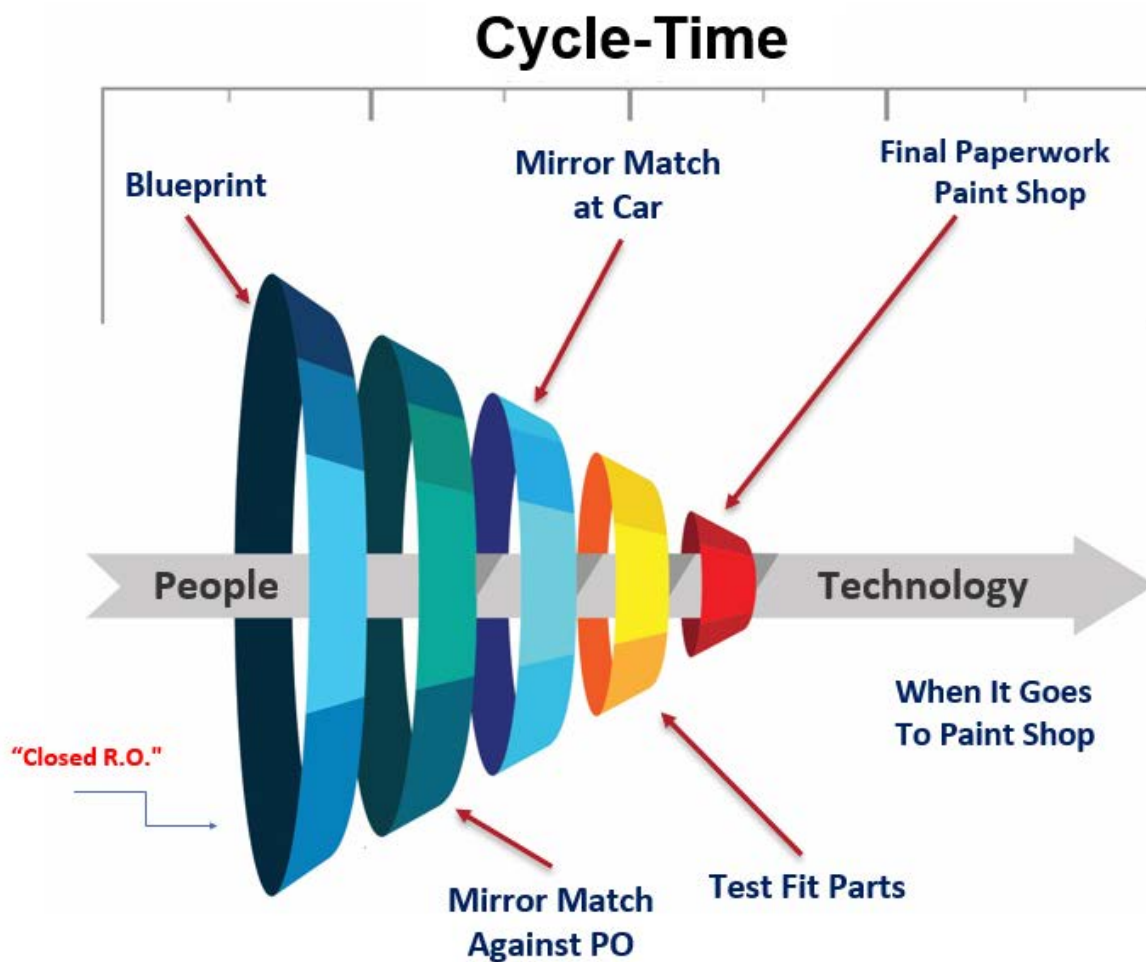 Cycle-Time
Blueprint
Mirror Match
at Car
Final Paperwork
Paint Shop
People
Technology
When It Goes
To Paint Shop
“Closed R.O."
Test Fit Parts
Mirror Match
Against PO